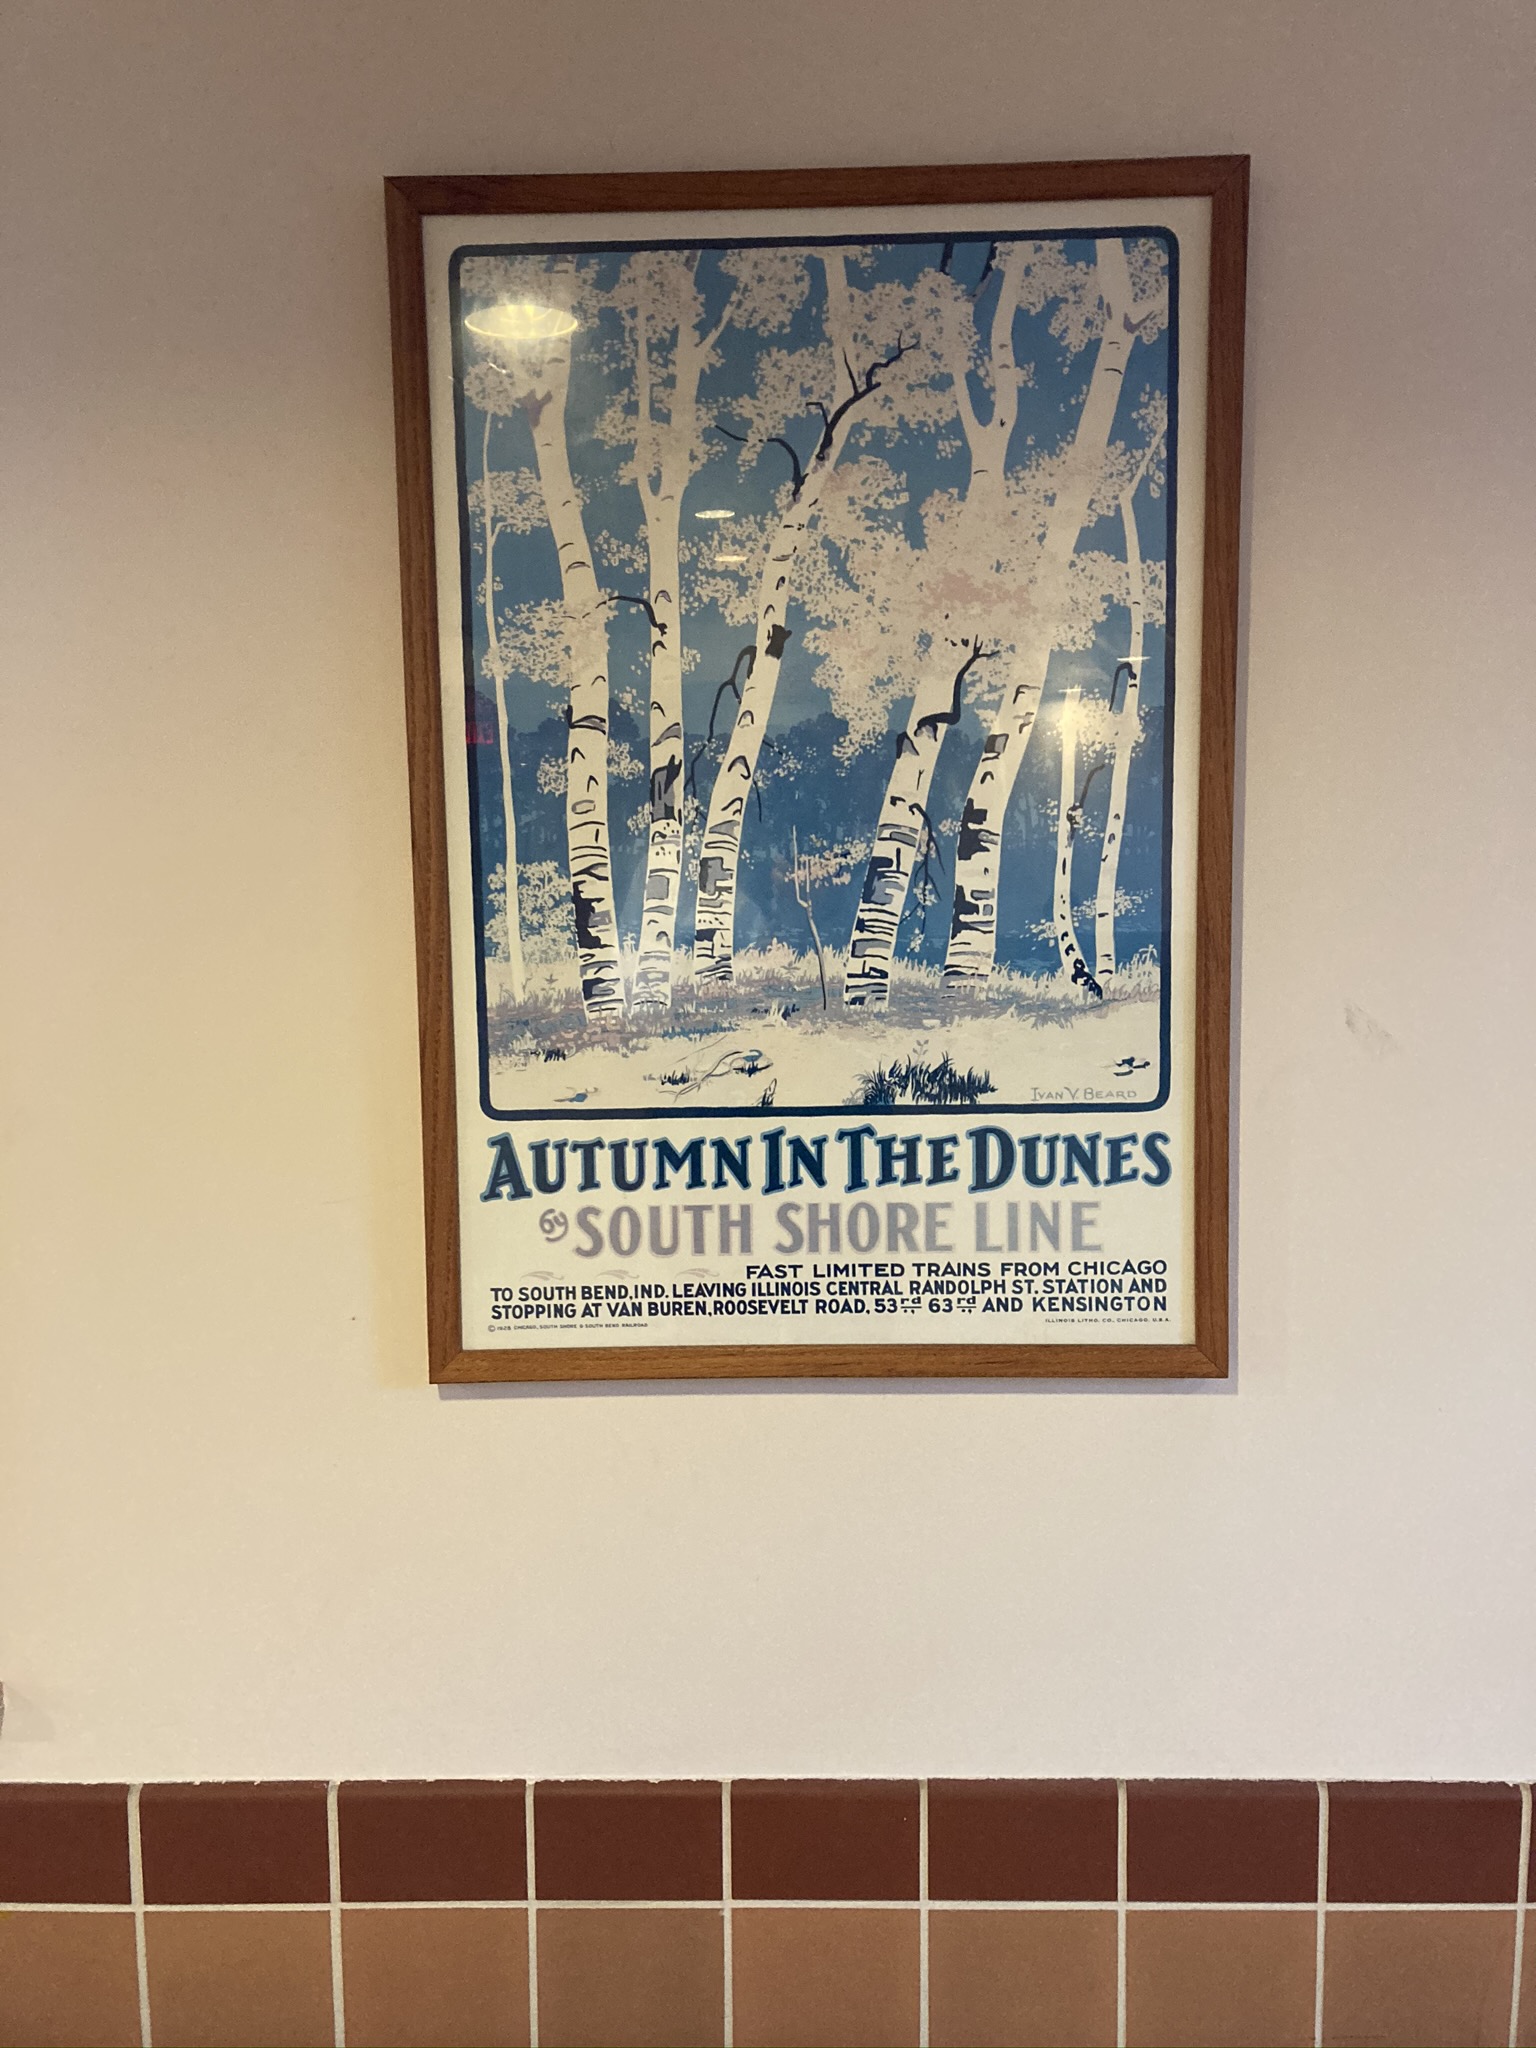 IVAN V. BEARD
AUTUMN IN THE DUNES
by SOUTH SHORE LINE
FAST LIMITED TRAINS FROM CHICAGO
TO SOUTH BEND, IND. LEAVING ILLINOIS CENTRAL RANDOLPH ST. STATION AND
STOPPING AT VAN BUREN, ROOSEVELT ROAD, 53rd 63rd AND KENSINGTON
© 1928 CHICAGO, SOUTH SHORE & SOUTH BEND RAILROAD
ILLINOIS LITHO. CO., CHICAGO. U.S.A.